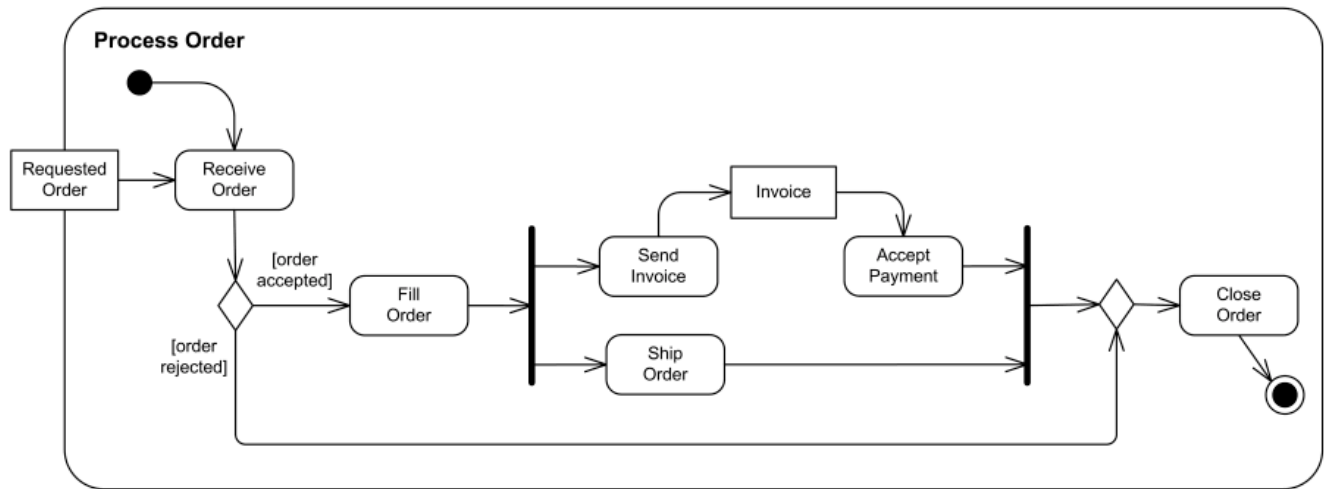 Process Order
Requested
Order
Receive
Order
[order
accepted]
[order
rejected]
Fill
Order
Send
Invoice
Invoice
Accept
Payment
Ship
Order
Close
Order